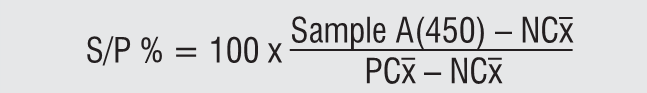 S/P % = 100 x Sample A(450) – NCx̅
PCx̅ – NCx̅